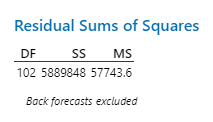 Residual Sums of Squares
DF SS MS
102 5889848 57743.6
Back forecasts excluded